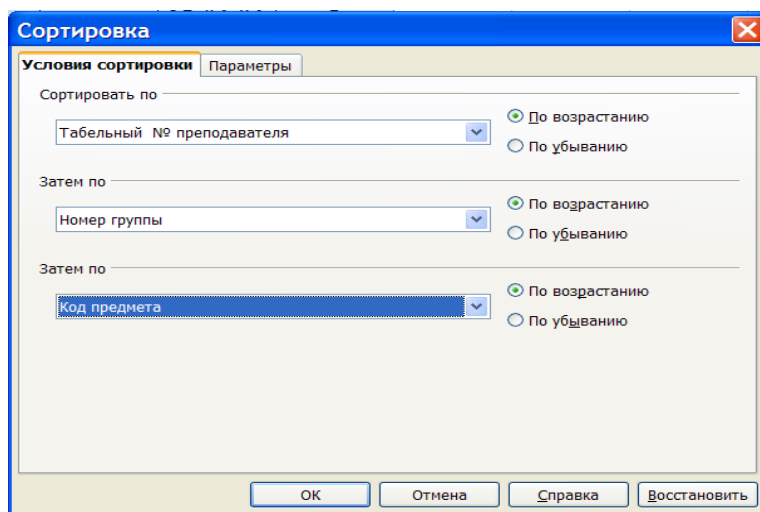 Сортировка
Условия сортировки Параметры
Сортировать по
Табельный № преподавателя
По возрастанию
По убыванию
Затем по
Номер группы
По возрастанию
По убыванию
Затем по
Код предмета
По возрастанию
По убыванию
ОК Отмена Справка Восстановить